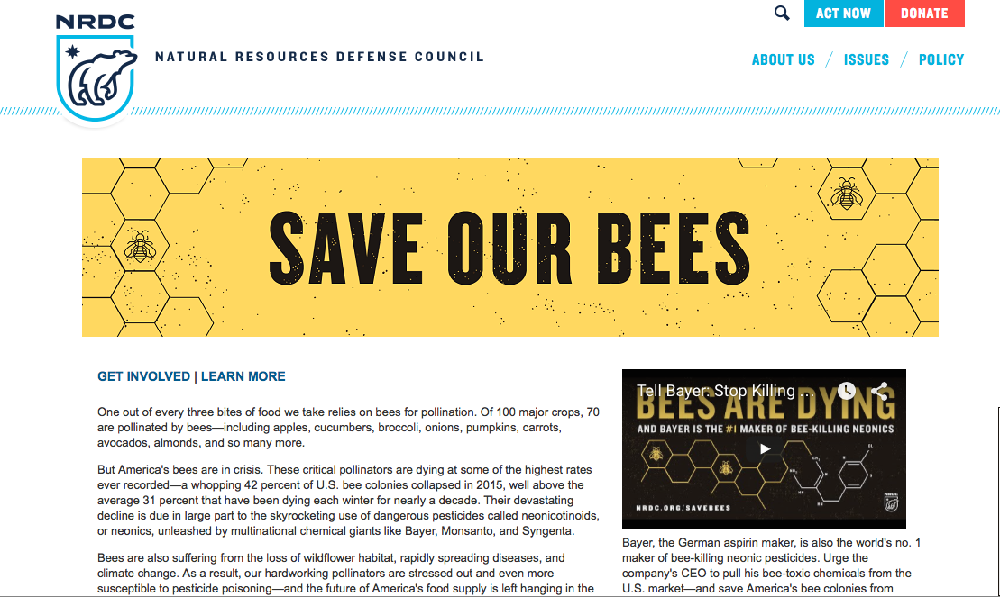 NRDC
NATURAL RESOURCES DEFENSE COUNCIL
ACT NOW
DONATE
ABOUT US / ISSUES / POLICY
SAVE OUR BEES
GET INVOLVED | LEARN MORE
One out of every three bites of food we take relies on bees for pollination. Of 100 major crops, 70
are pollinated by bees—including apples, cucumbers, broccoli, onions, pumpkins, carrots,
avocados, almonds, and so many more.
But America's bees are in crisis. These critical pollinators are dying at some of the highest rates
ever recorded—a whopping 42 percent of U.S. bee colonies collapsed in 2015, well above the
average 31 percent that have been dying each winter for nearly a decade. Their devastating
decline is due in large part to the skyrocketing use of dangerous pesticides called neonicotinoids,
or neonics, unleashed by multinational chemical giants like Bayer, Monsanto, and Syngenta.
Bees are also suffering from the loss of wildflower habitat, rapidly spreading diseases, and
climate change. As a result, our hardworking pollinators are stressed out and even more
susceptible to pesticide poisoning—and the future of America's food supply is left hanging in the
Tell Bayer: Stop Killing ...
BEES ARE DYING
AND BAYER IS THE #1 MAKER OF BEE-KILLING NEONICS
NRDC.ORG/SAVEBEES
Bayer, the German aspirin maker, is also the world's no. 1
maker of bee-killing neonic pesticides. Urge the
company's CEO to pull his bee-toxic chemicals from the
U.S. market—and save America's bee colonies from